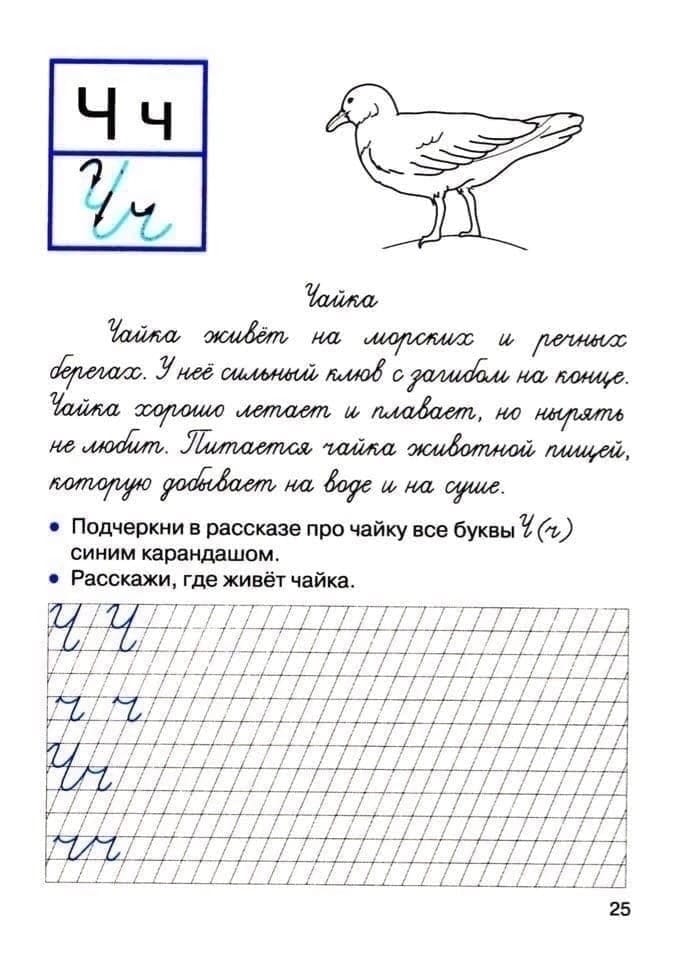 Ч ч
Ч ч
Чайка
Чайка живёт на морских и речных
берегах. У неё сильный клюв с загибом на конце.
Чайка хорошо летает и плавает, но нырять
не любит. Питается чайка животной пищей,
которую добывает на воде и на суше.
• Подчеркни в рассказе про чайку все буквы Ч (ч)
синим карандашом.
• Расскажи, где живёт чайка.
Ч Ч
ч ч
Чч
чч
25